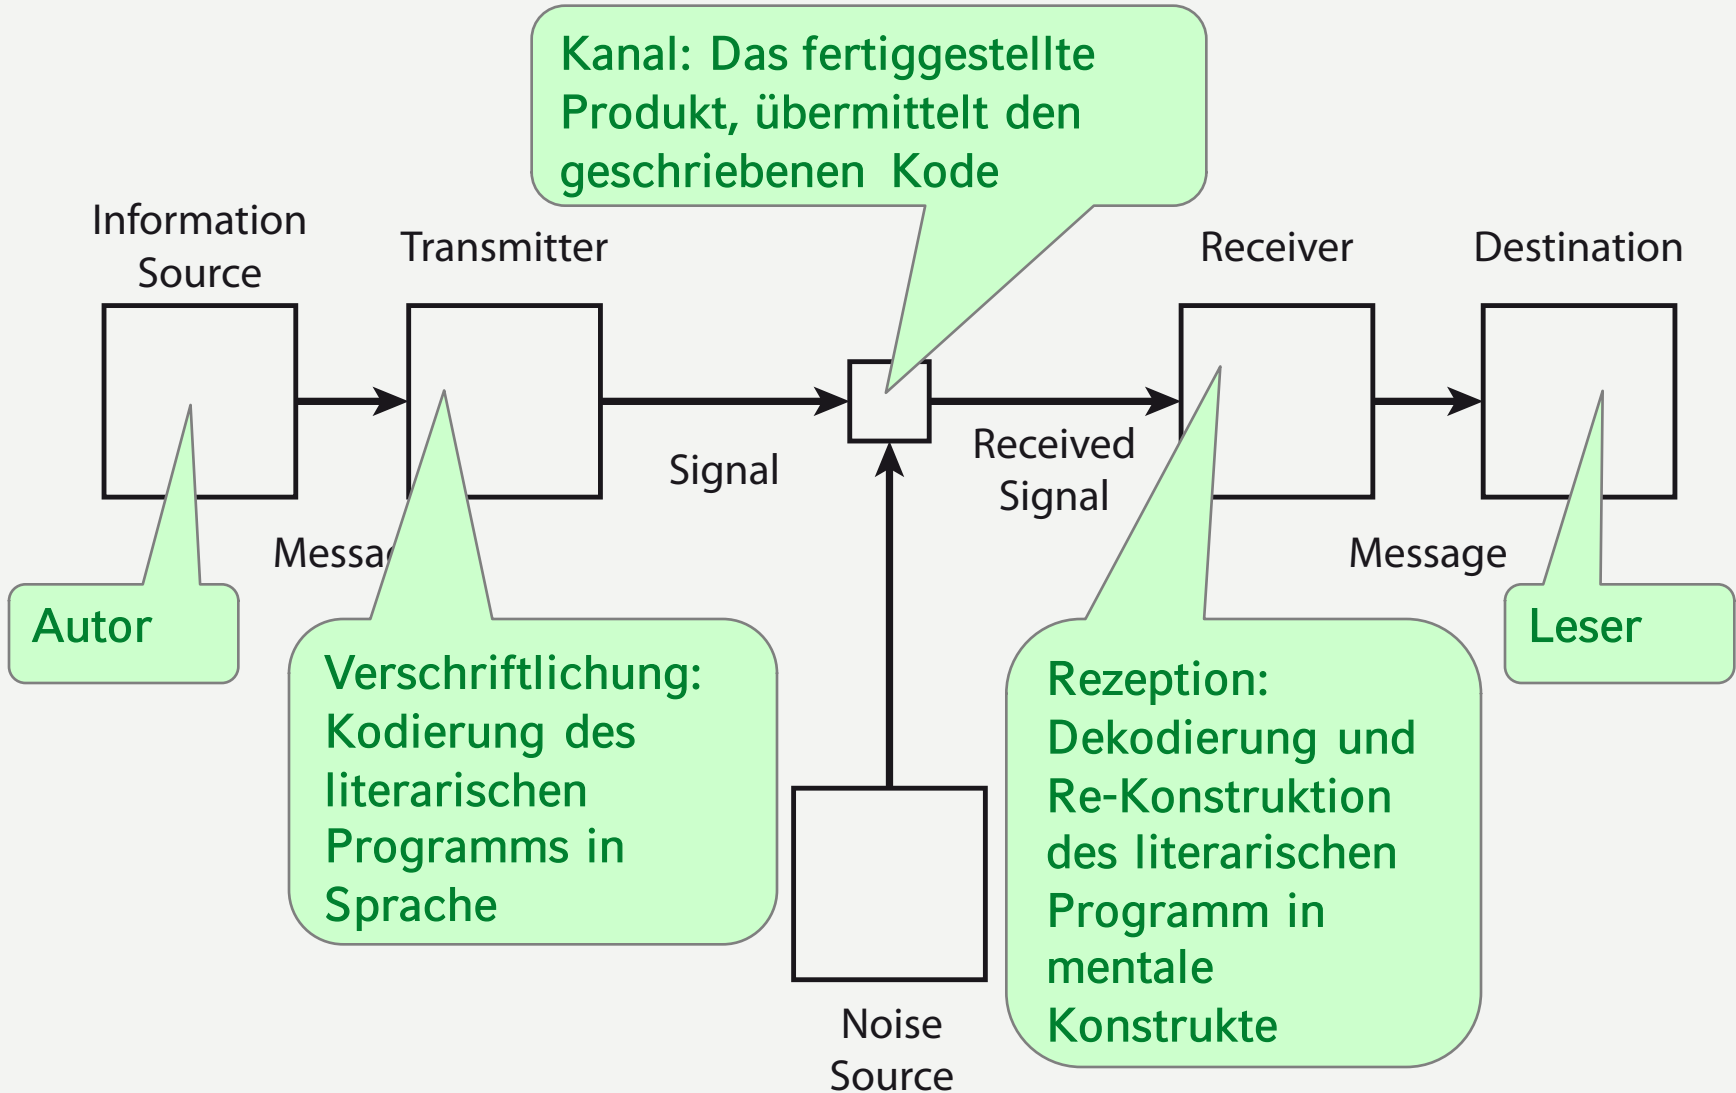 Kanal: Das fertiggestellte
Produkt, übermittelt den
geschriebenen Kode
Information
Source
Transmitter
Receiver
Destination
Signal
Received
Signal
Message
Autor
Leser
Verschriftlichung:
Kodierung des
literarischen
Programms in
Sprache
Rezeption:
Dekodierung und
Re-Konstruktion
des literarischen
Programm in
mentale
Konstrukte
Noise
Source